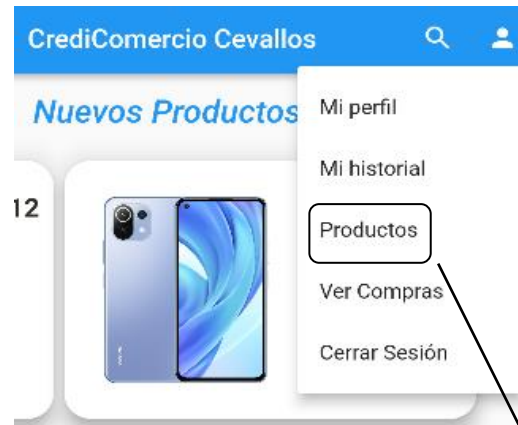 CrediComercio Cevallos
Nuevos Productos
12
Mi perfil
Mi historial
Productos
Ver Compras
Cerrar Sesión